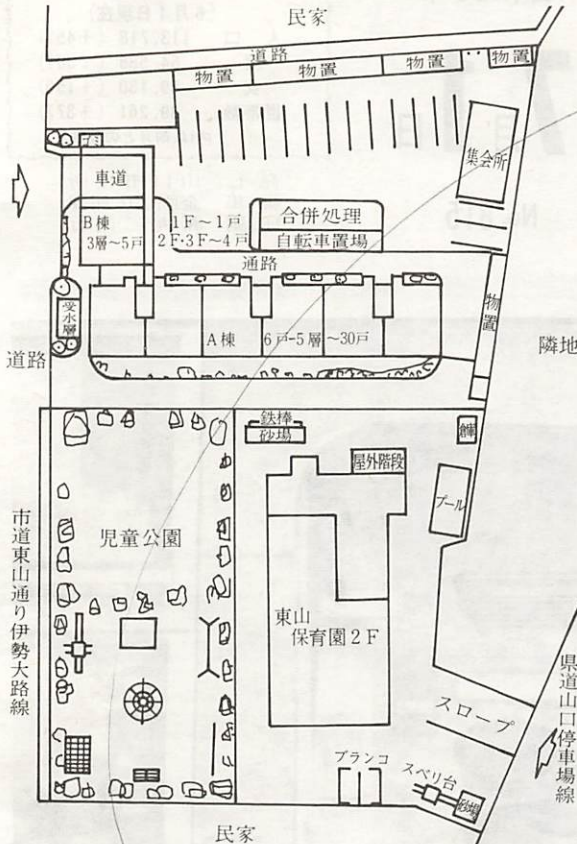 民家
道路
物置
物置
物置
物置
集会所
車道
B棟
3層～5戸
1F～1戸
2F・3F～4戸
合併処理
自転車置場
通路
受水層
物置
道路
A棟 6戸-5層～30戸
隣地
鉄棒
砂場
屋外階段
プール
児童公園
市道東山通り伊勢大路線
東山
保育園2F
スロープ
県道山口停車場線
ブランコ
スベリ台
砂場
民家